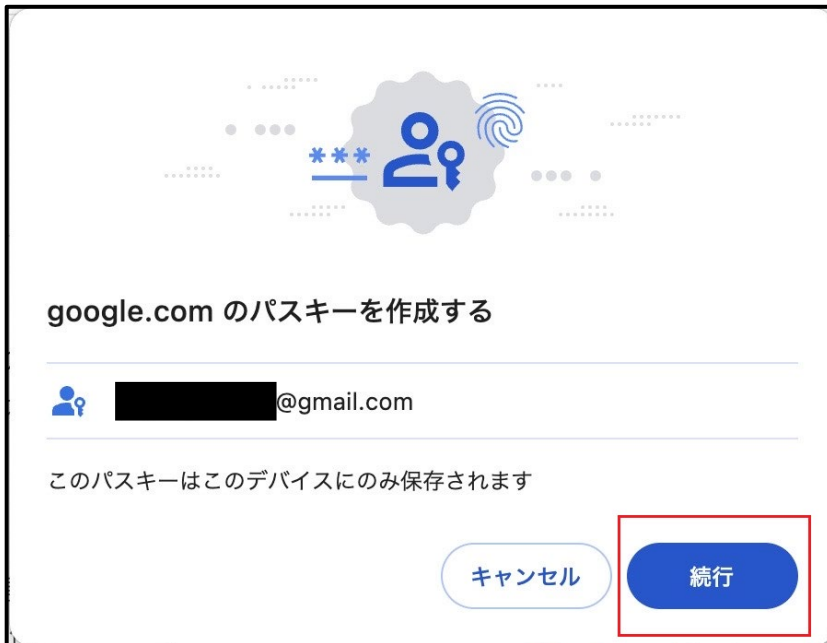 ***
google.com のパスキーを作成する
@gmail.com
このパスキーはこのデバイスにのみ保存されます
キャンセル
続行